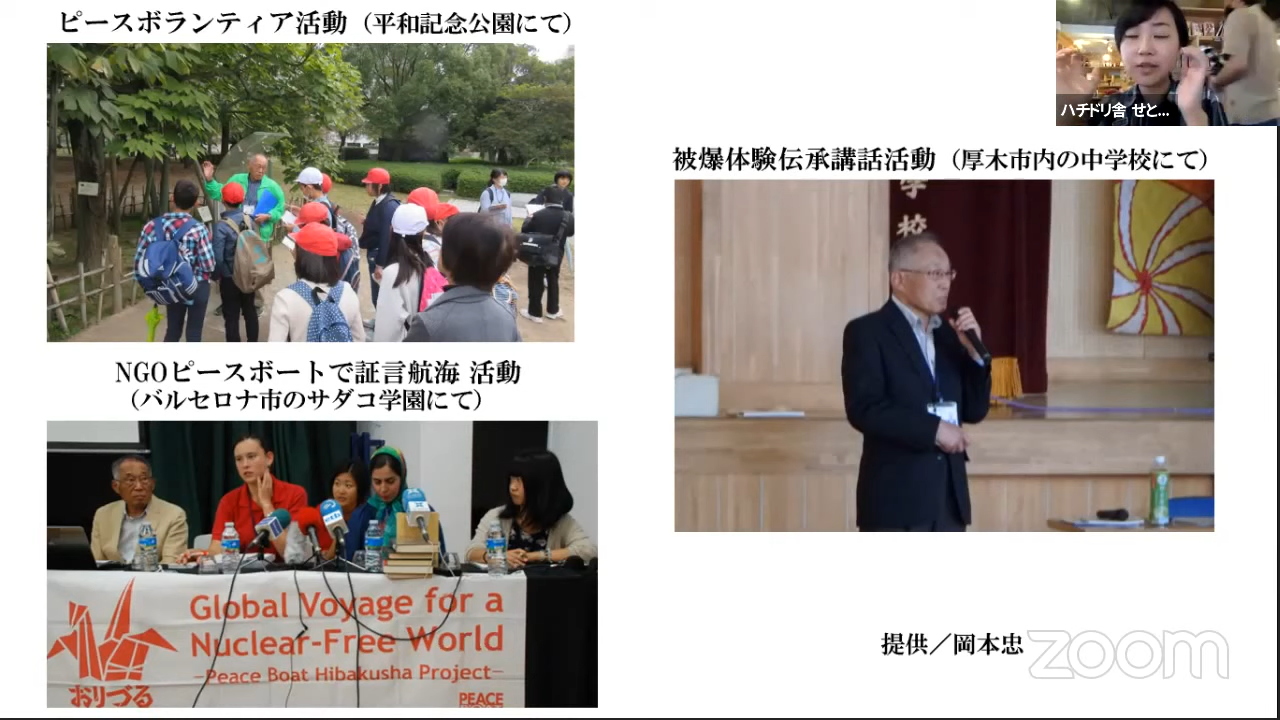 ピースボランティア活動（平和記念公園にて）
ハチドリ舎 せと...
被爆体験伝承講話活動（厚木市内の中学校にて）
学校
NGOピースボートで証言航海 活動
（バルセロナ市のサダコ学園にて）
Global Voyage for a
Nuclear-Free World
–Peace Boat Hibakusha Project–
おりづる
PEACE
提供／岡本忠
zoom